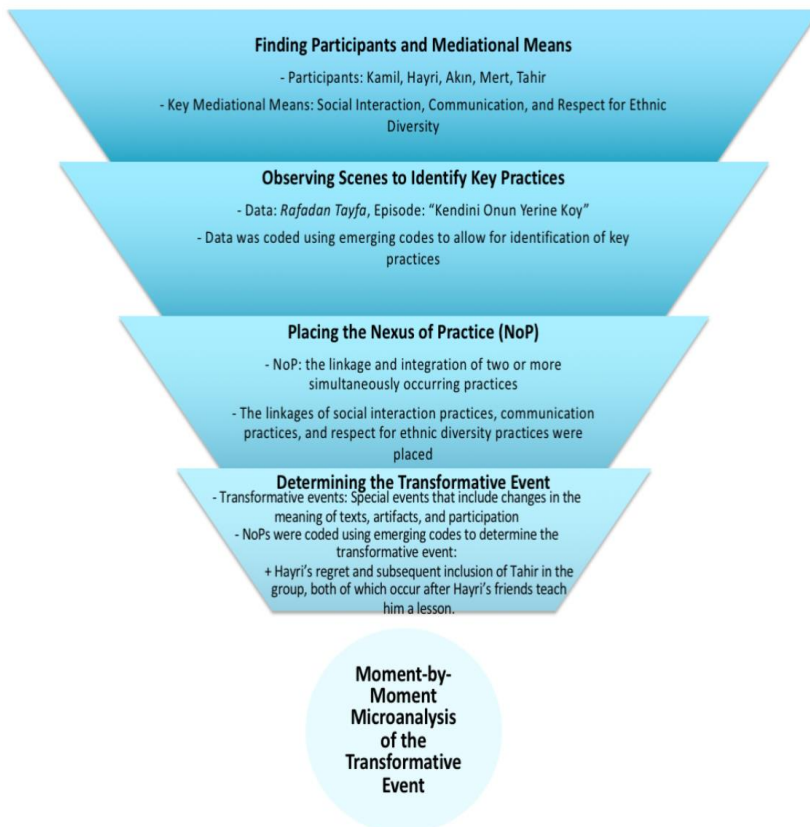 Finding Participants and Mediational Means
- Participants: Kamil, Hayri, Akın, Mert, Tahir
- Key Mediational Means: Social Interaction, Communication, and Respect for Ethnic
Diversity
Observing Scenes to Identify Key Practices
- Data: Rafadan Tayfa, Episode: “Kendini Onun Yerine Koy”
- Data was coded using emerging codes to allow for identification of key
practices
Placing the Nexus of Practice (NoP)
- NoP: the linkage and integration of two or more
simultaneously occurring practices
- The linkages of social interaction practices, communication
practices, and respect for ethnic diversity practices were
placed
Determining the Transformative Event
- Transformative events: Special events that include changes in the
meaning of texts, artifacts, and participation
- NoPs were coded using emerging codes to determine the
transformative event:
+ Hayri’s regret and subsequent inclusion of Tahir in the
group, both of which occur after Hayri’s friends teach
him a lesson.
Moment-by-
Moment
Microanalysis
of the
Transformative
Event